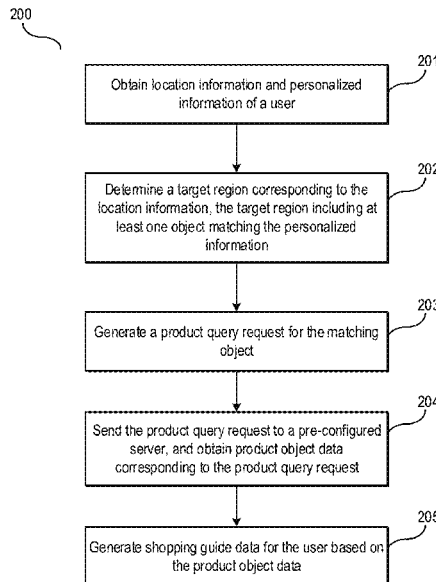 200
201
Obtain location information and personalized
information of a user
202
Determine a target region corresponding to the
location information, the target region including at
least one object matching the personalized
information
203
Generate a product query request for the matching
object
204
Send the product query request to a pre-configured
server, and obtain product object data
corresponding to the product query request
205
Generate shopping guide data for the user based on
the product object data